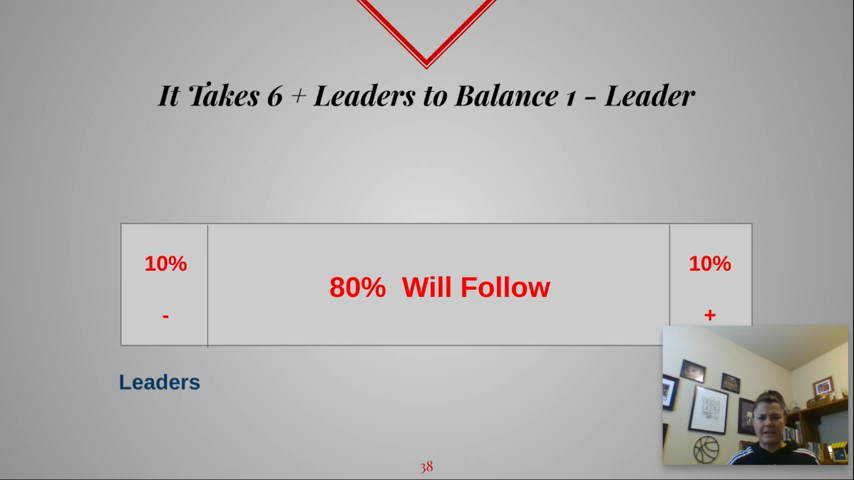 It Takes 6 + Leaders to Balance 1 - Leader
10%
80% Will Follow
10%
-
+
Leaders
38